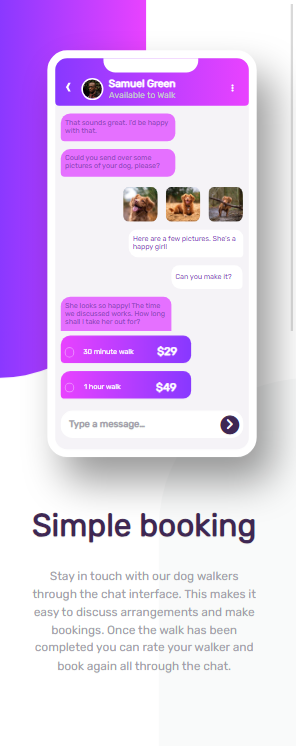 Samuel Green
Available to Walk
That sounds great. I'd be happy
with that.
Could you send over some
pictures of your dog, please?
Here are a few pictures. She's a
happy girl!
Can you make it?
She looks so happy! The time
we discussed works. How long
shall I take her out for?
30 minute walk $29
1 hour walk $49
Type a message…
Simple booking
Stay in touch with our dog walkers
through the chat interface. This makes it
easy to discuss arrangements and make
bookings. Once the walk has been
completed you can rate your walker and
book again all through the chat.